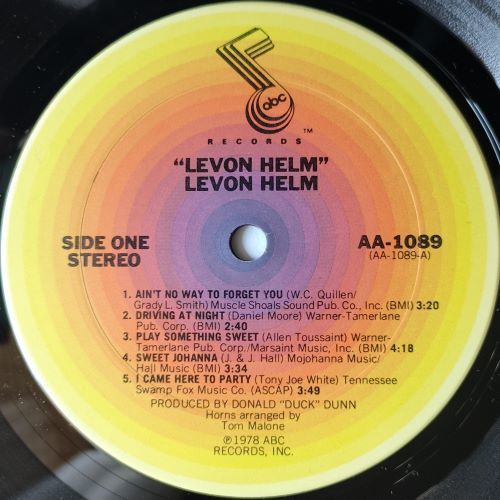 abc
RECORDS ™
"LEVON HELM"
LEVON HELM
SIDE ONE
STEREO
AA-1089
(AA-1089-A)
1. AIN'T NO WAY TO FORGET YOU (W.C. Quillen/
Grady L. Smith) Muscle Shoals Sound Pub. Co., Inc. (BMI) 3:20
2. DRIVING AT NIGHT (Daniel Moore) Warner-Tamerlane
Pub. Corp. (BMI) 2:40
3. PLAY SOMETHING SWEET (Allen Toussaint) Warner-
Tamerlane Pub. Corp./Marsaint Music, Inc. (BMI) 4:18
4. SWEET JOHANNA (J. & J. Hall) Mojohanna Music/
Hall Music (BMI) 3:34
5. I CAME HERE TO PARTY (Tony Joe White) Tennessee
Swamp Fox Music Co. (ASCAP) 3:49
PRODUCED BY DONALD "DUCK" DUNN
Horns arranged by
Tom Malone
℗ 1978 ABC
RECORDS, INC.